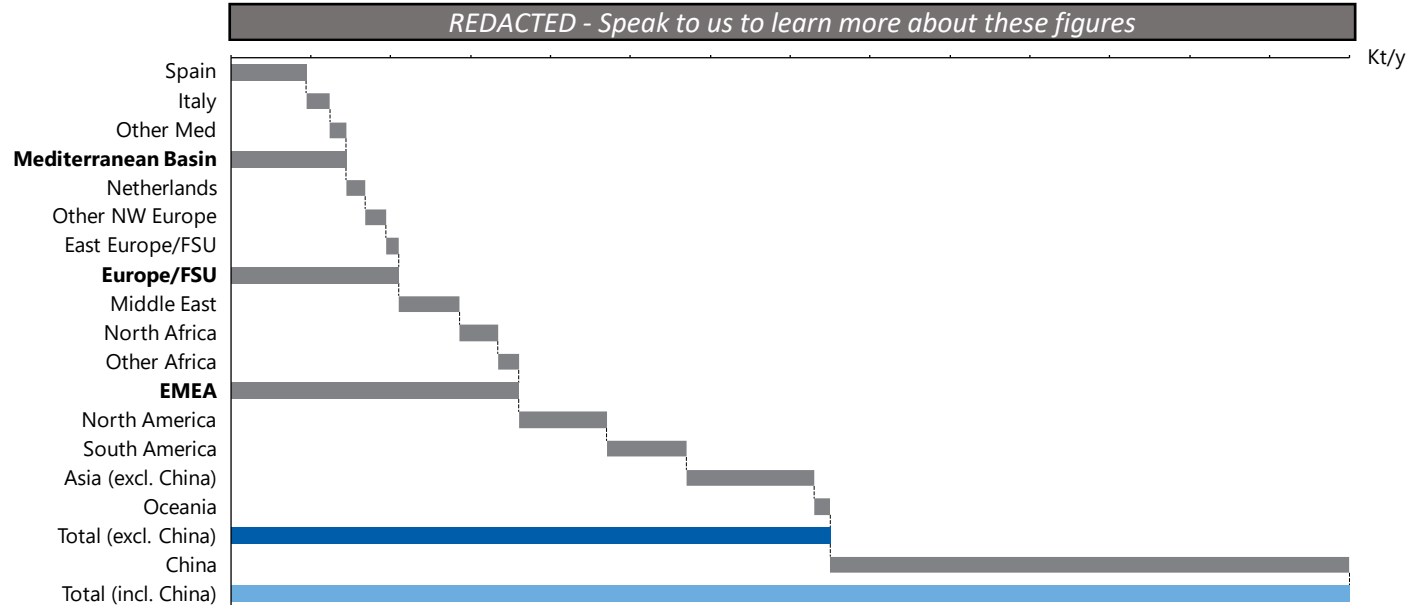 REDACTED - Speak to us to learn more about these figures
Kt/y
Spain
Italy
Other Med
Mediterranean Basin
Netherlands
Other NW Europe
East Europe/FSU
Europe/FSU
Middle East
North Africa
Other Africa
EMEA
North America
South America
Asia (excl. China)
Oceania
Total (excl. China)
China
Total (incl. China)